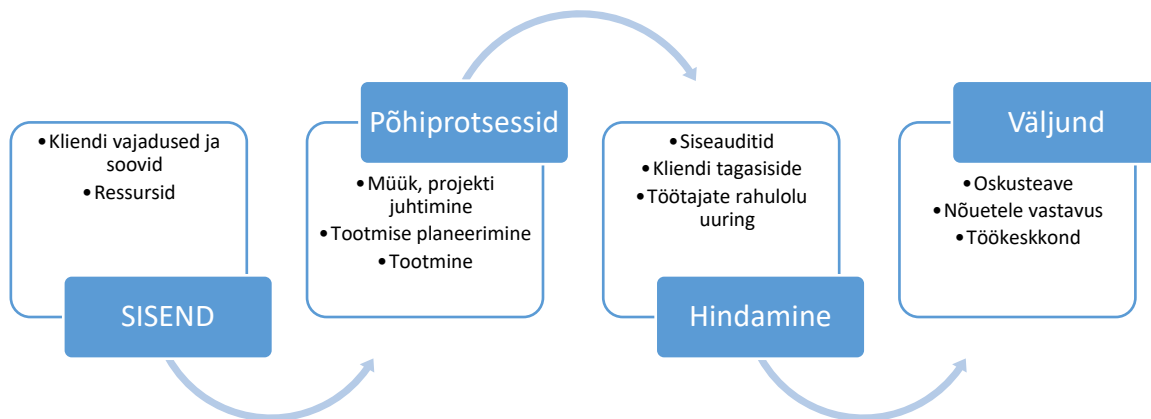 • Kliendi vajadused ja
soovid
• Ressursid
SISEND
Põhiprotsessid
• Müük, projekti
juhtimine
• Tootmise planeerimine
• Tootmine
• Siseauditid
• Kliendi tagasiside
• Töötajate rahulolu
uuring
Hindamine
Väljund
• Oskusteave
• Nõuetele vastavus
• Töökeskkond